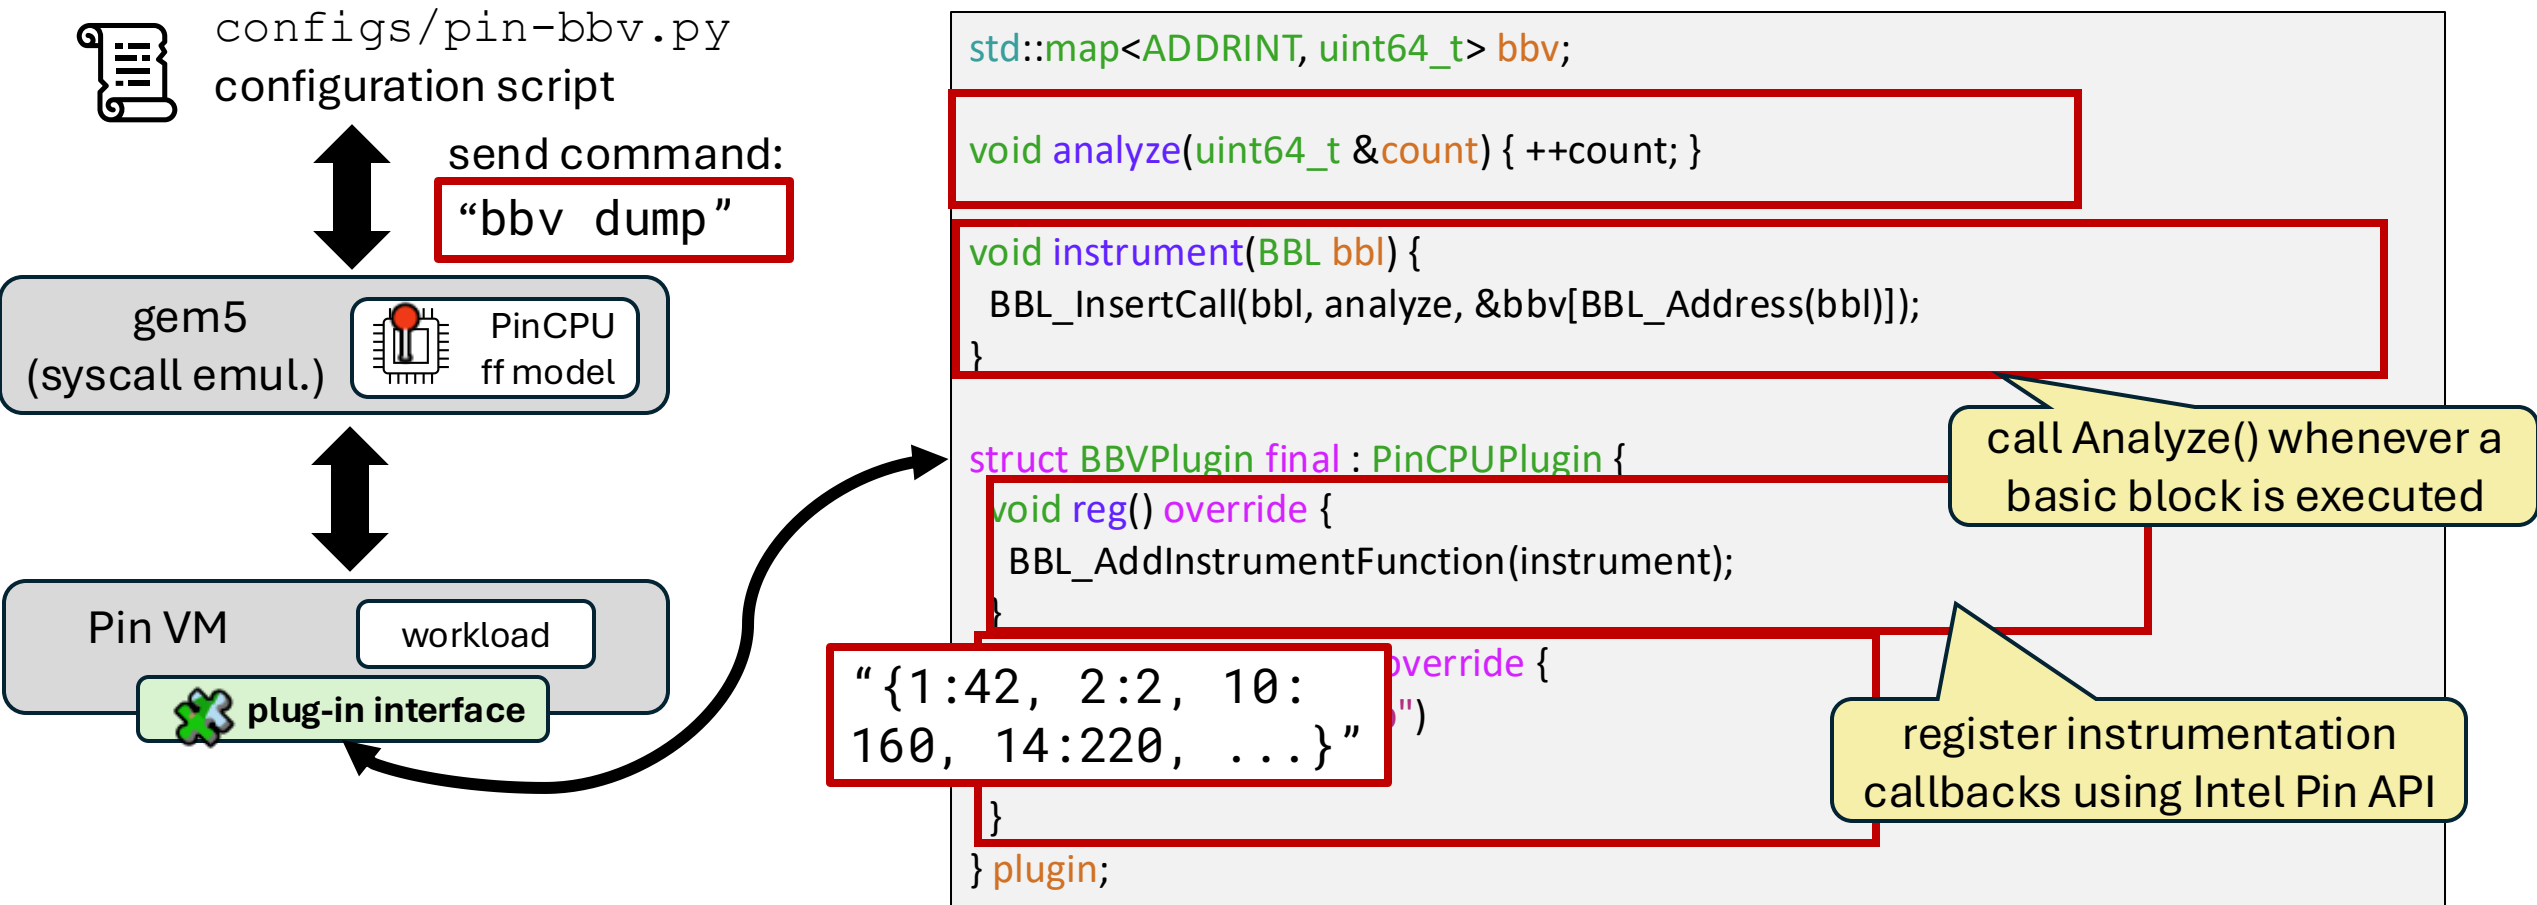 configs/pin-bbv.py
configuration script
send command:
“bbv dump”
gem5
(syscall emul.)
PinCPU
ff model
Pin VM
workload
plug-in interface
std::map<ADDRINT, uint64_t> bbv;
void analyze(uint64_t &count) { ++count; }
void instrument(BBL bbl) {
BBL_InsertCall(bbl, analyze, &bbv[BBL_Address(bbl)]);
}
struct BBVPlugin final : PinCPUPlugin {
void reg() override {
BBL_AddInstrumentFunction(instrument);
}
override {
")
}
} plugin;
“{1:42, 2:2, 10:
160, 14:220, ...}”
call Analyze() whenever a
basic block is executed
register instrumentation
callbacks using Intel Pin API